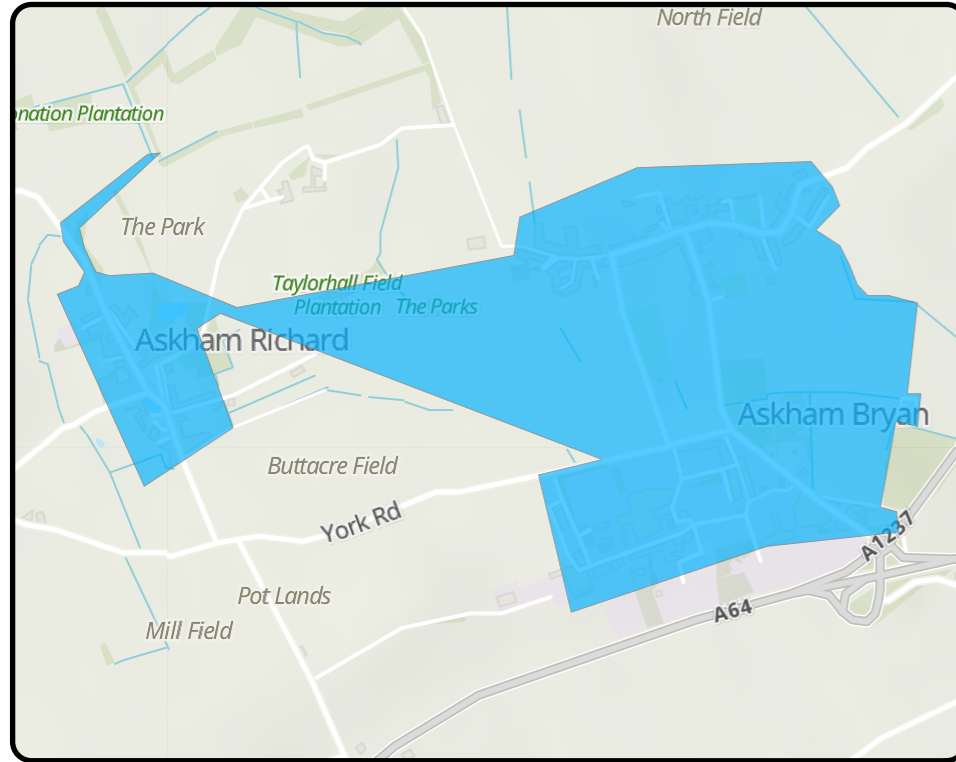 North Field
onation Plantation
The Park
Taylorhall Field
Plantation The Parks
Askham Richard
Askham Bryan
Buttacre Field
York Rd
A1237
Pot Lands
A64
Mill Field